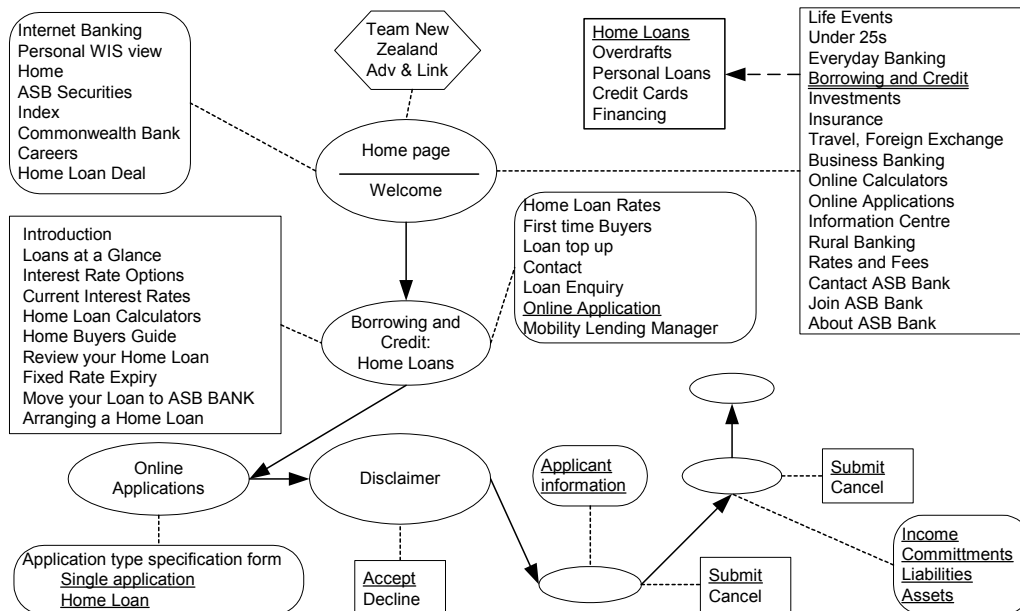 Internet Banking
Personal WIS view
Home
ASB Securities
Index
Commonwealth Bank
Careers
Home Loan Deal
Team New
Zealand
Adv & Link
Home Loans
Overdrafts
Personal Loans
Credit Cards
Financing
Life Events
Under 25s
Everyday Banking
Borrowing and Credit
Investments
Insurance
Travel, Foreign Exchange
Business Banking
Online Calculators
Online Applications
Information Centre
Rural Banking
Rates and Fees
Cantact ASB Bank
Join ASB Bank
About ASB Bank
Home page
Welcome
Introduction
Loans at a Glance
Interest Rate Options
Current Interest Rates
Home Loan Calculators
Home Buyers Guide
Review your Home Loan
Fixed Rate Expiry
Move your Loan to ASB BANK
Arranging a Home Loan
Borrowing and
Credit:
Home Loans
Home Loan Rates
First time Buyers
Loan top up
Contact
Loan Enquiry
Online Application
Mobility Lending Manager
Online
Applications
Disclaimer
Applicant
information
Submit
Cancel
Application type specification form
Single application
Home Loan
Accept
Decline
Submit
Cancel
Income
Committments
Liabilities
Assets